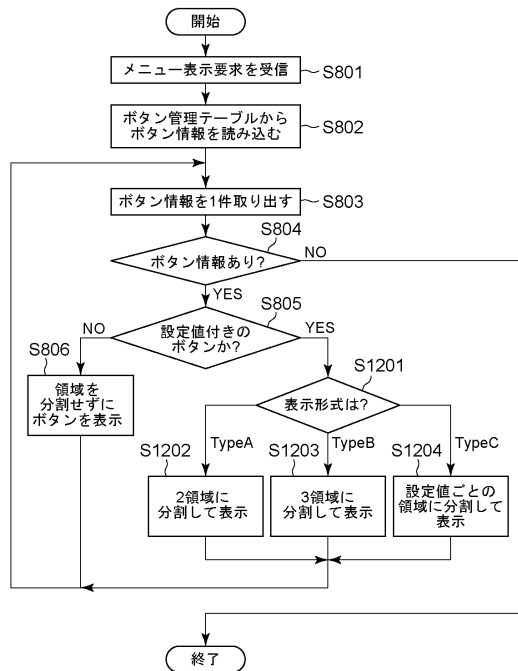 開始
メニュー表示要求を受信
S801
ボタン管理テーブルから
ボタン情報を読み込む
S802
ボタン情報を1件取り出す
S803
S804
ボタン情報あり?
NO
YES
S805
設定値付きの
ボタンか?
NO
YES
S806
領域を
分割せずに
ボタンを表示
S1201
表示形式は?
TypeA
TypeB
TypeC
S1202
2領域に
分割して表示
S1203
3領域に
分割して表示
S1204
設定値ごとの
領域に分割して
表示
終了